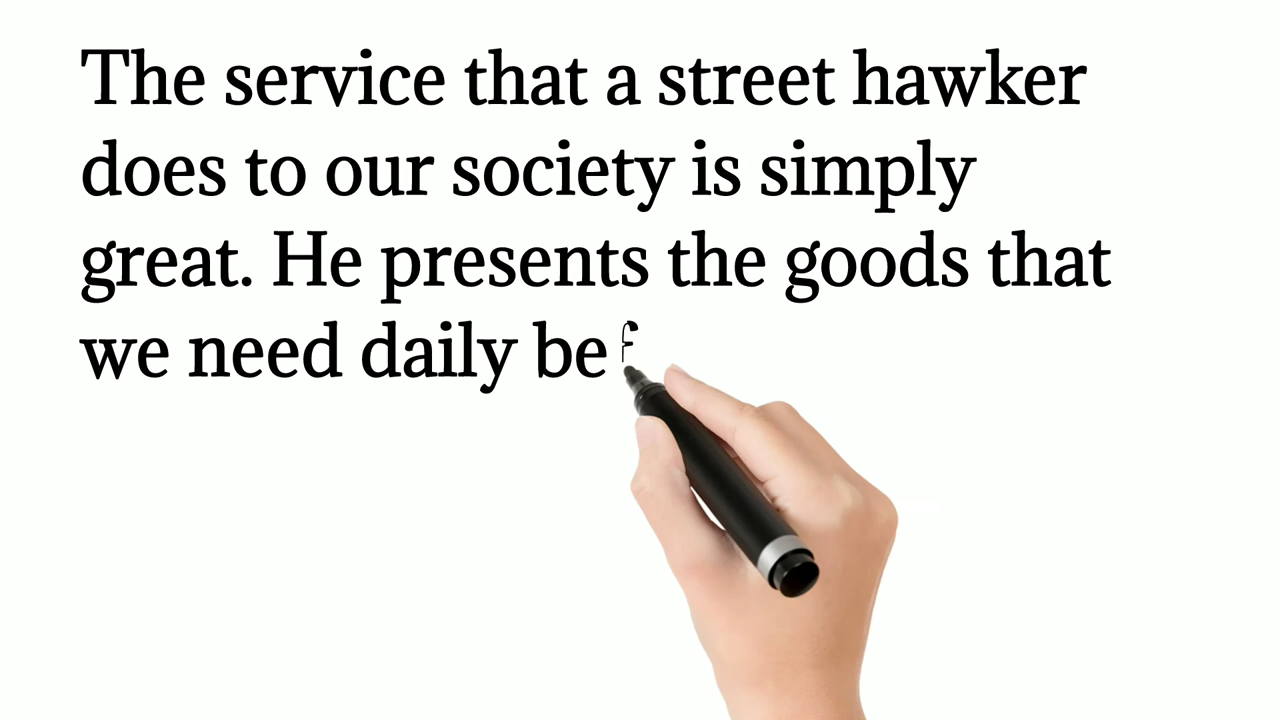 The service that a street hawker
does to our society is simply
great. He presents the goods that
we need daily bef